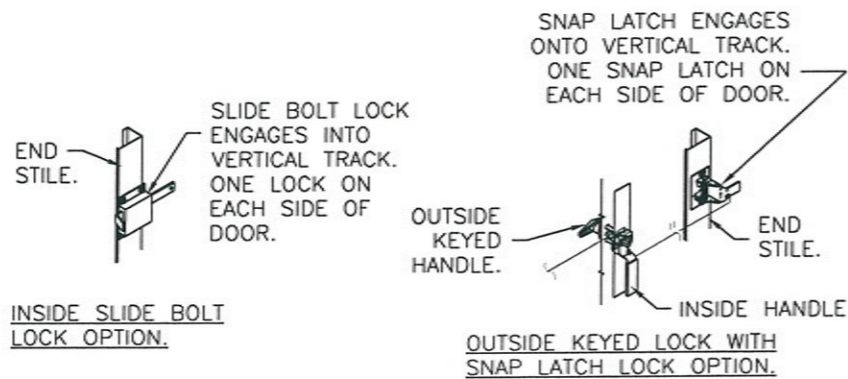 END
STILE.
SLIDE BOLT LOCK
ENGAGES INTO
VERTICAL TRACK.
ONE LOCK ON
EACH SIDE OF
DOOR.
INSIDE SLIDE BOLT
LOCK OPTION.
SNAP LATCH ENGAGES
ONTO VERTICAL TRACK.
ONE SNAP LATCH ON
EACH SIDE OF DOOR.
OUTSIDE
KEYED
HANDLE.
END
STILE.
INSIDE HANDLE
OUTSIDE KEYED LOCK WITH
SNAP LATCH LOCK OPTION.